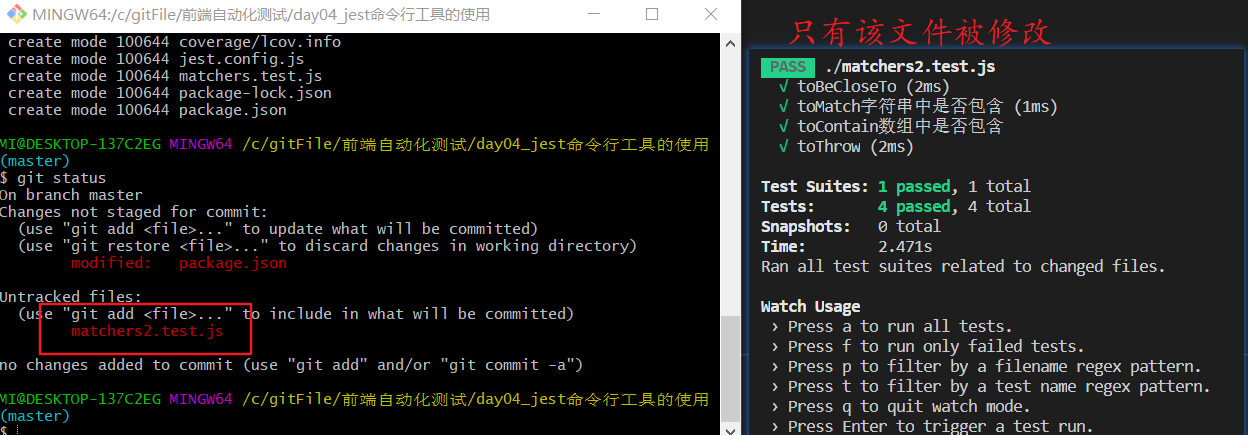 MINGW64:/c/gitFile/前端自动化测试/day04_jest命令行工具的使用
create mode 100644 coverage/lcov.info
create mode 100644 jest.config.js
create mode 100644 matchers.test.js
create mode 100644 package-lock.json
create mode 100644 package.json
MI@DESKTOP-137C2EG MINGW64 /c/gitFile/前端自动化测试/day04_jest命令行工具的使用
(master)
$ git status
On branch master
Changes not staged for commit:
(use "git add <file>..." to update what will be committed)
(use "git restore <file>..." to discard changes in working directory)
modified: package.json
Untracked files:
(use "git add <file>..." to include in what will be committed)
matchers2.test.js
no changes added to commit (use "git add" and/or "git commit -a")
MI@DESKTOP-137C2EG MINGW64 /c/gitFile/前端自动化测试/day04_jest命令行工具的使用
(master)
$
只有该文件被修改
PASS ./matchers2.test.js
√ toBeCloseTo (2ms)
√ toMatch字符串中是否包含 (1ms)
√ toContain数组中是否包含
√ toThrow (2ms)
Test Suites: 1 passed, 1 total
Tests: 4 passed, 4 total
Snapshots: 0 total
Time: 2.471s
Ran all test suites related to changed files.
Watch Usage
› Press a to run all tests.
› Press f to run only failed tests.
› Press p to filter by a filename regex pattern.
› Press t to filter by a test name regex pattern.
› Press q to quit watch mode.
› Press Enter to trigger a test run.